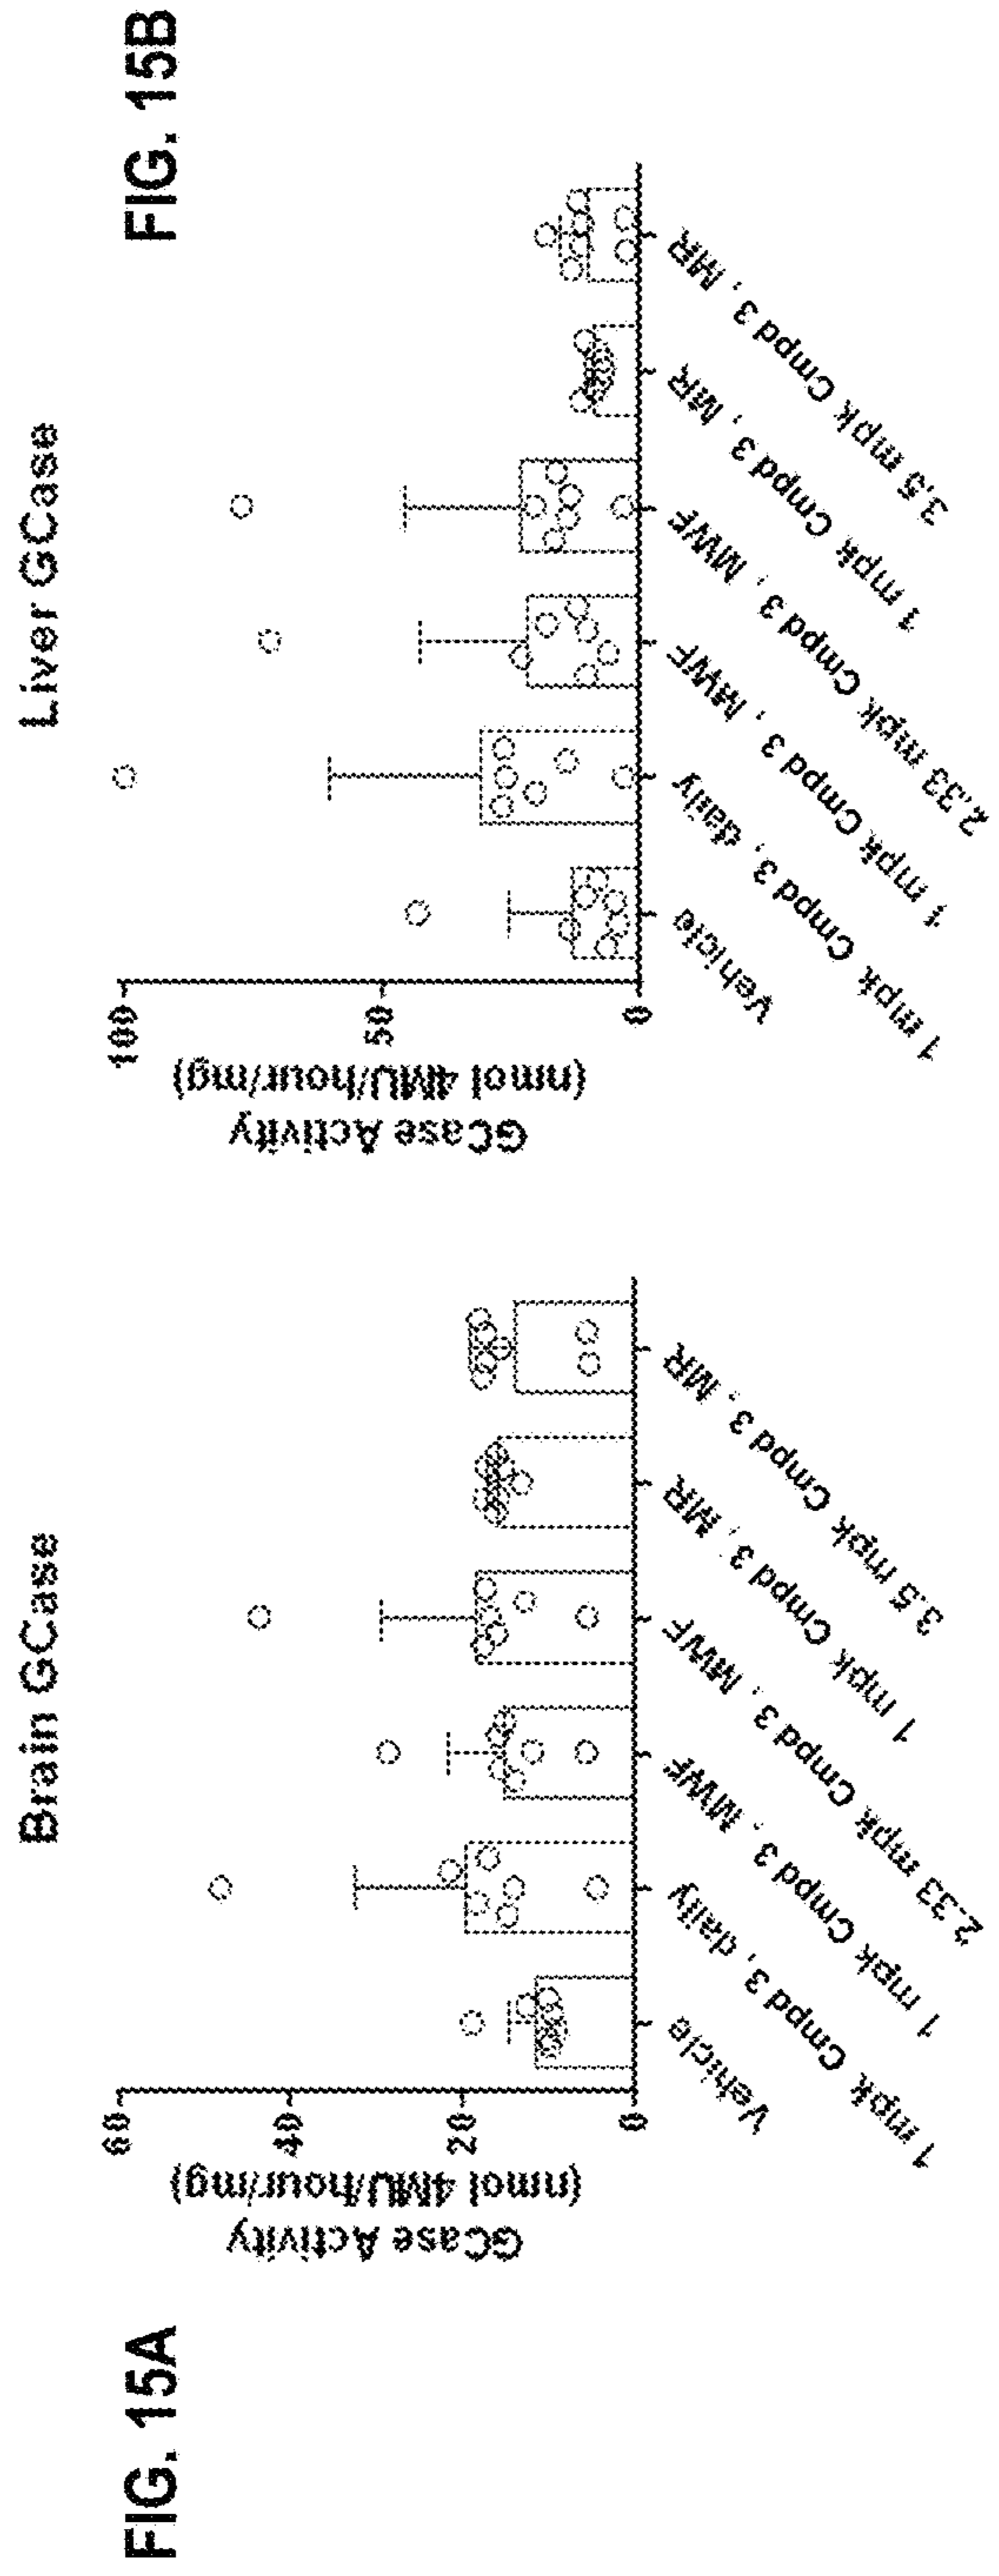 FIG. 15A
Brain GCase
GCase Activity
(nmol 4MU/hour/mg)
60
40
20
0
Vehicle
1 mpk Cmpd 3, daily
1 mpk Cmpd 3, MWF
2.33 mpk Cmpd 3, MWF
1 mpk Cmpd 3, MR
3.5 mpk Cmpd 3, MR
FIG. 15B
Liver GCase
GCase Activity
(nmol 4MU/hour/mg)
100
50
0
Vehicle
1 mpk Cmpd 3, daily
1 mpk Cmpd 3, MWF
2.33 mpk Cmpd 3, MWF
1 mpk Cmpd 3, MR
3.5 mpk Cmpd 3, MR